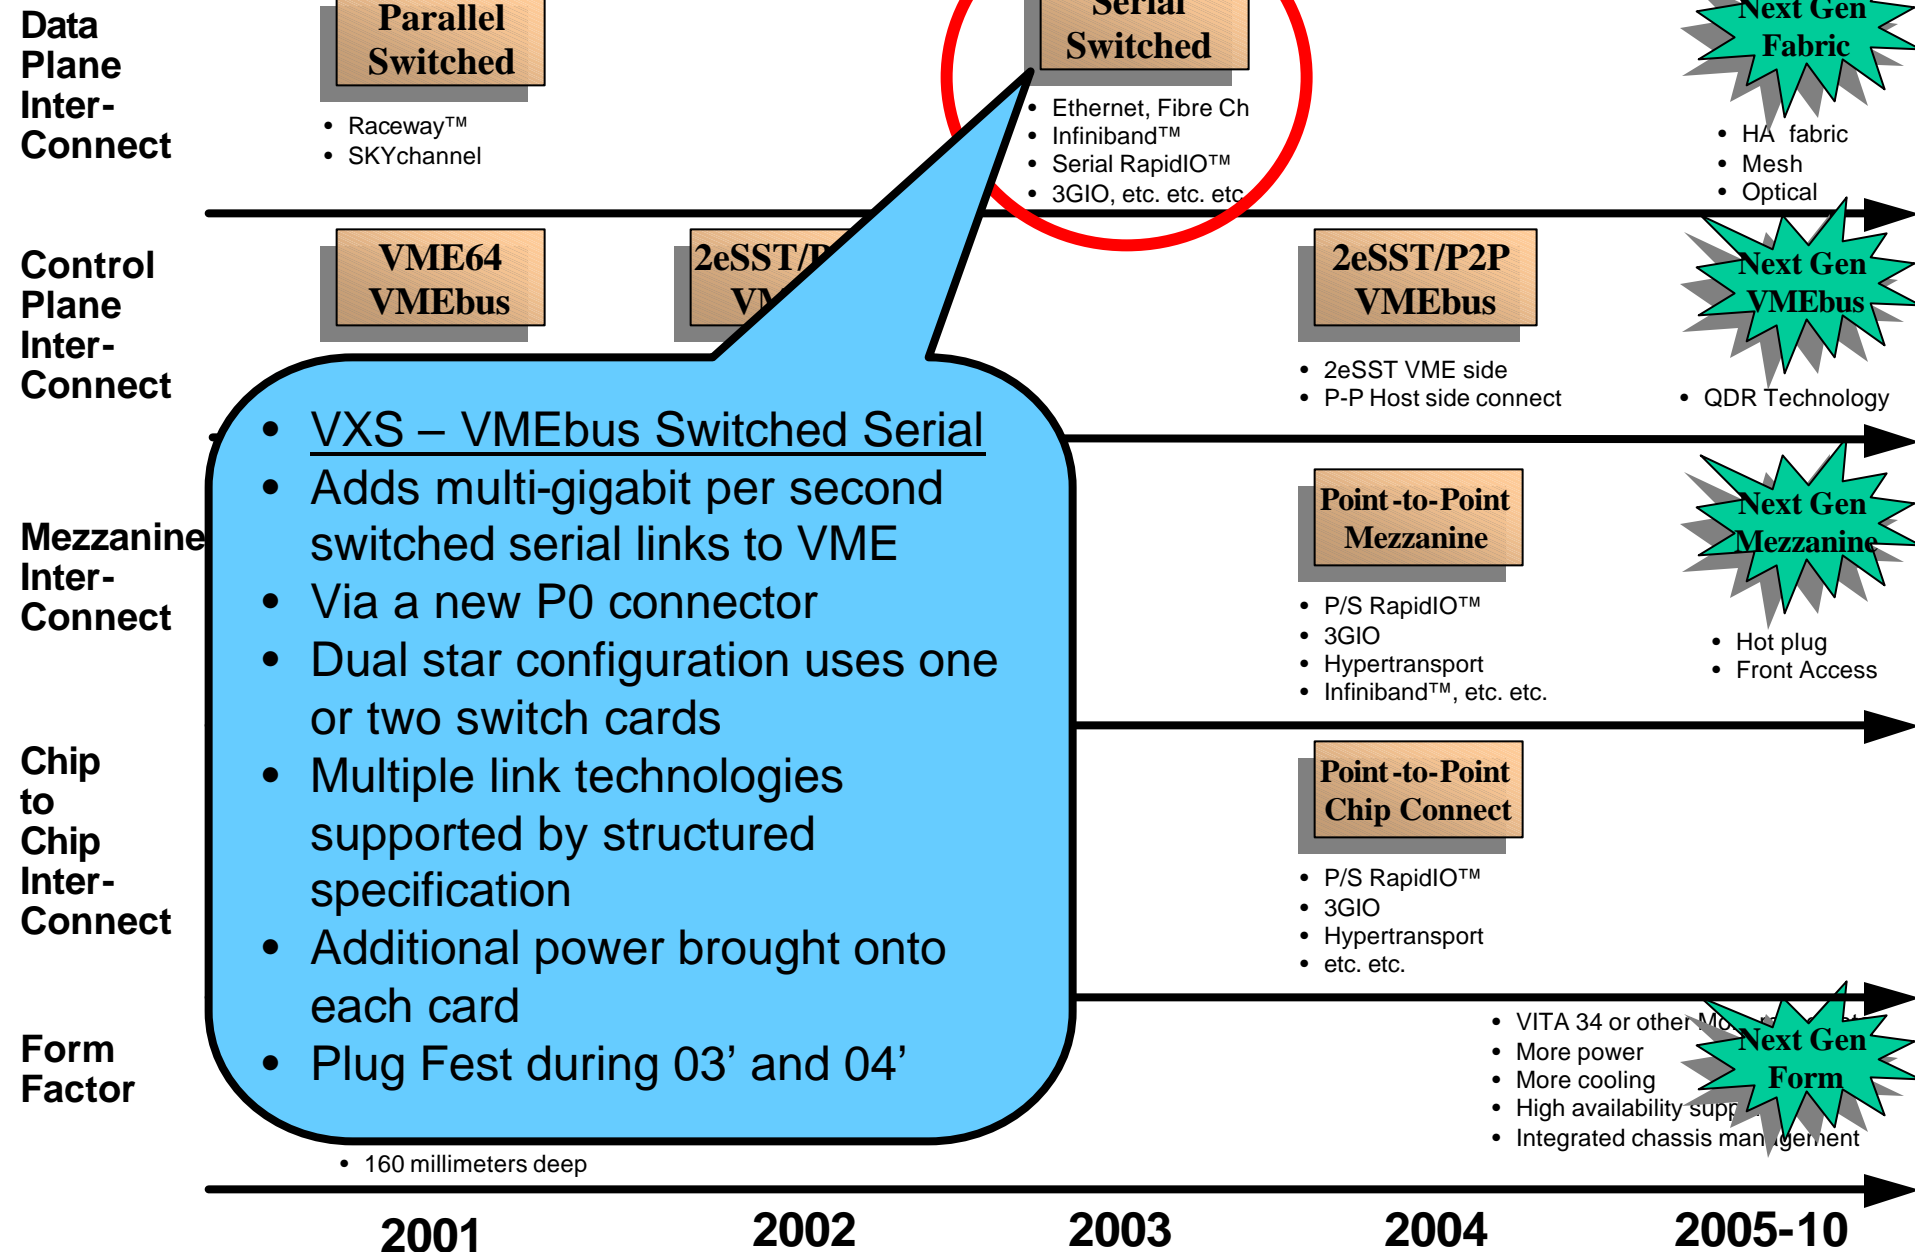 Data
Plane
Inter-
Connect
Parallel
Switched
• Raceway™
• SKYchannel
Serial
Switched
• Ethernet, Fibre Ch
• Infiniband™
• Serial RapidIO™
• 3GIO, etc. etc. etc
Next Gen
Fabric
• HA fabric
• Mesh
• Optical
Control
Plane
Inter-
Connect
VME64
VMEbus
2eSST/
2eSST/P2P
VMEbus
• 2eSST VME side
• P-P Host side connect
Next Gen
VMEbus
• QDR Technology
• VXS – VMEbus Switched Serial
• Adds multi-gigabit per second
switched serial links to VME
• Via a new P0 connector
• Dual star configuration uses one
or two switch cards
• Multiple link technologies
supported by structured
specification
• Additional power brought onto
each card
• Plug Fest during 03’ and 04’
Mezzanine
Inter-
Connect
Point-to-Point
Mezzanine
• P/S RapidIO™
• 3GIO
• Hypertransport
• Infiniband™, etc. etc.
Next Gen
Mezzanine
• Hot plug
• Front Access
Chip
to
Chip
Inter-
Connect
Point-to-Point
Chip Connect
• P/S RapidIO™
• 3GIO
• Hypertransport
• etc. etc.
Form
Factor
• 160 millimeters deep
• VITA 34 or other
• More power
• More cooling
• High availability
• Integrated chassis management
Next Gen
Form
2001 2002 2003 2004 2005-10